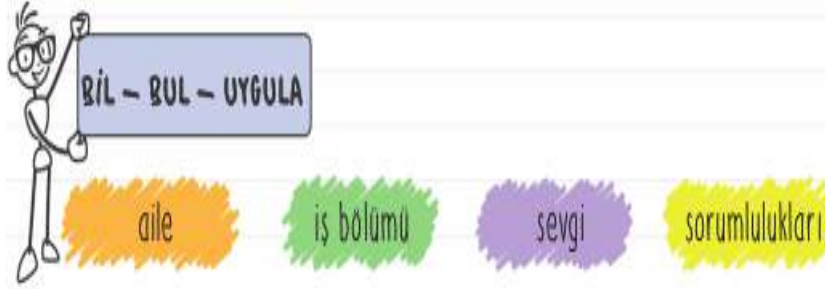 BİL – BUL – UYGULA
aile iş bölümü sevgi sorumlulukları